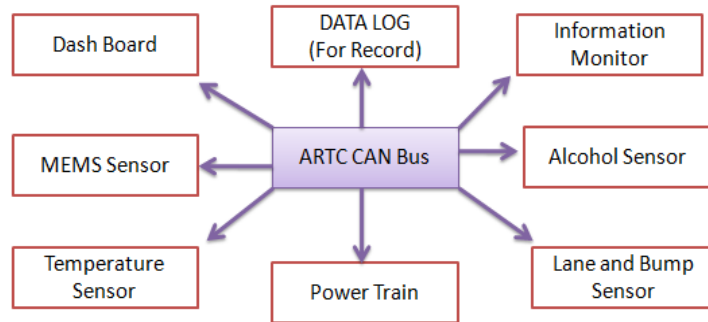 Dash Board
DATA LOG
(For Record)
Information
Monitor
MEMS Sensor
ARTC CAN Bus
Alcohol Sensor
Temperature
Sensor
Power Train
Lane and Bump
Sensor